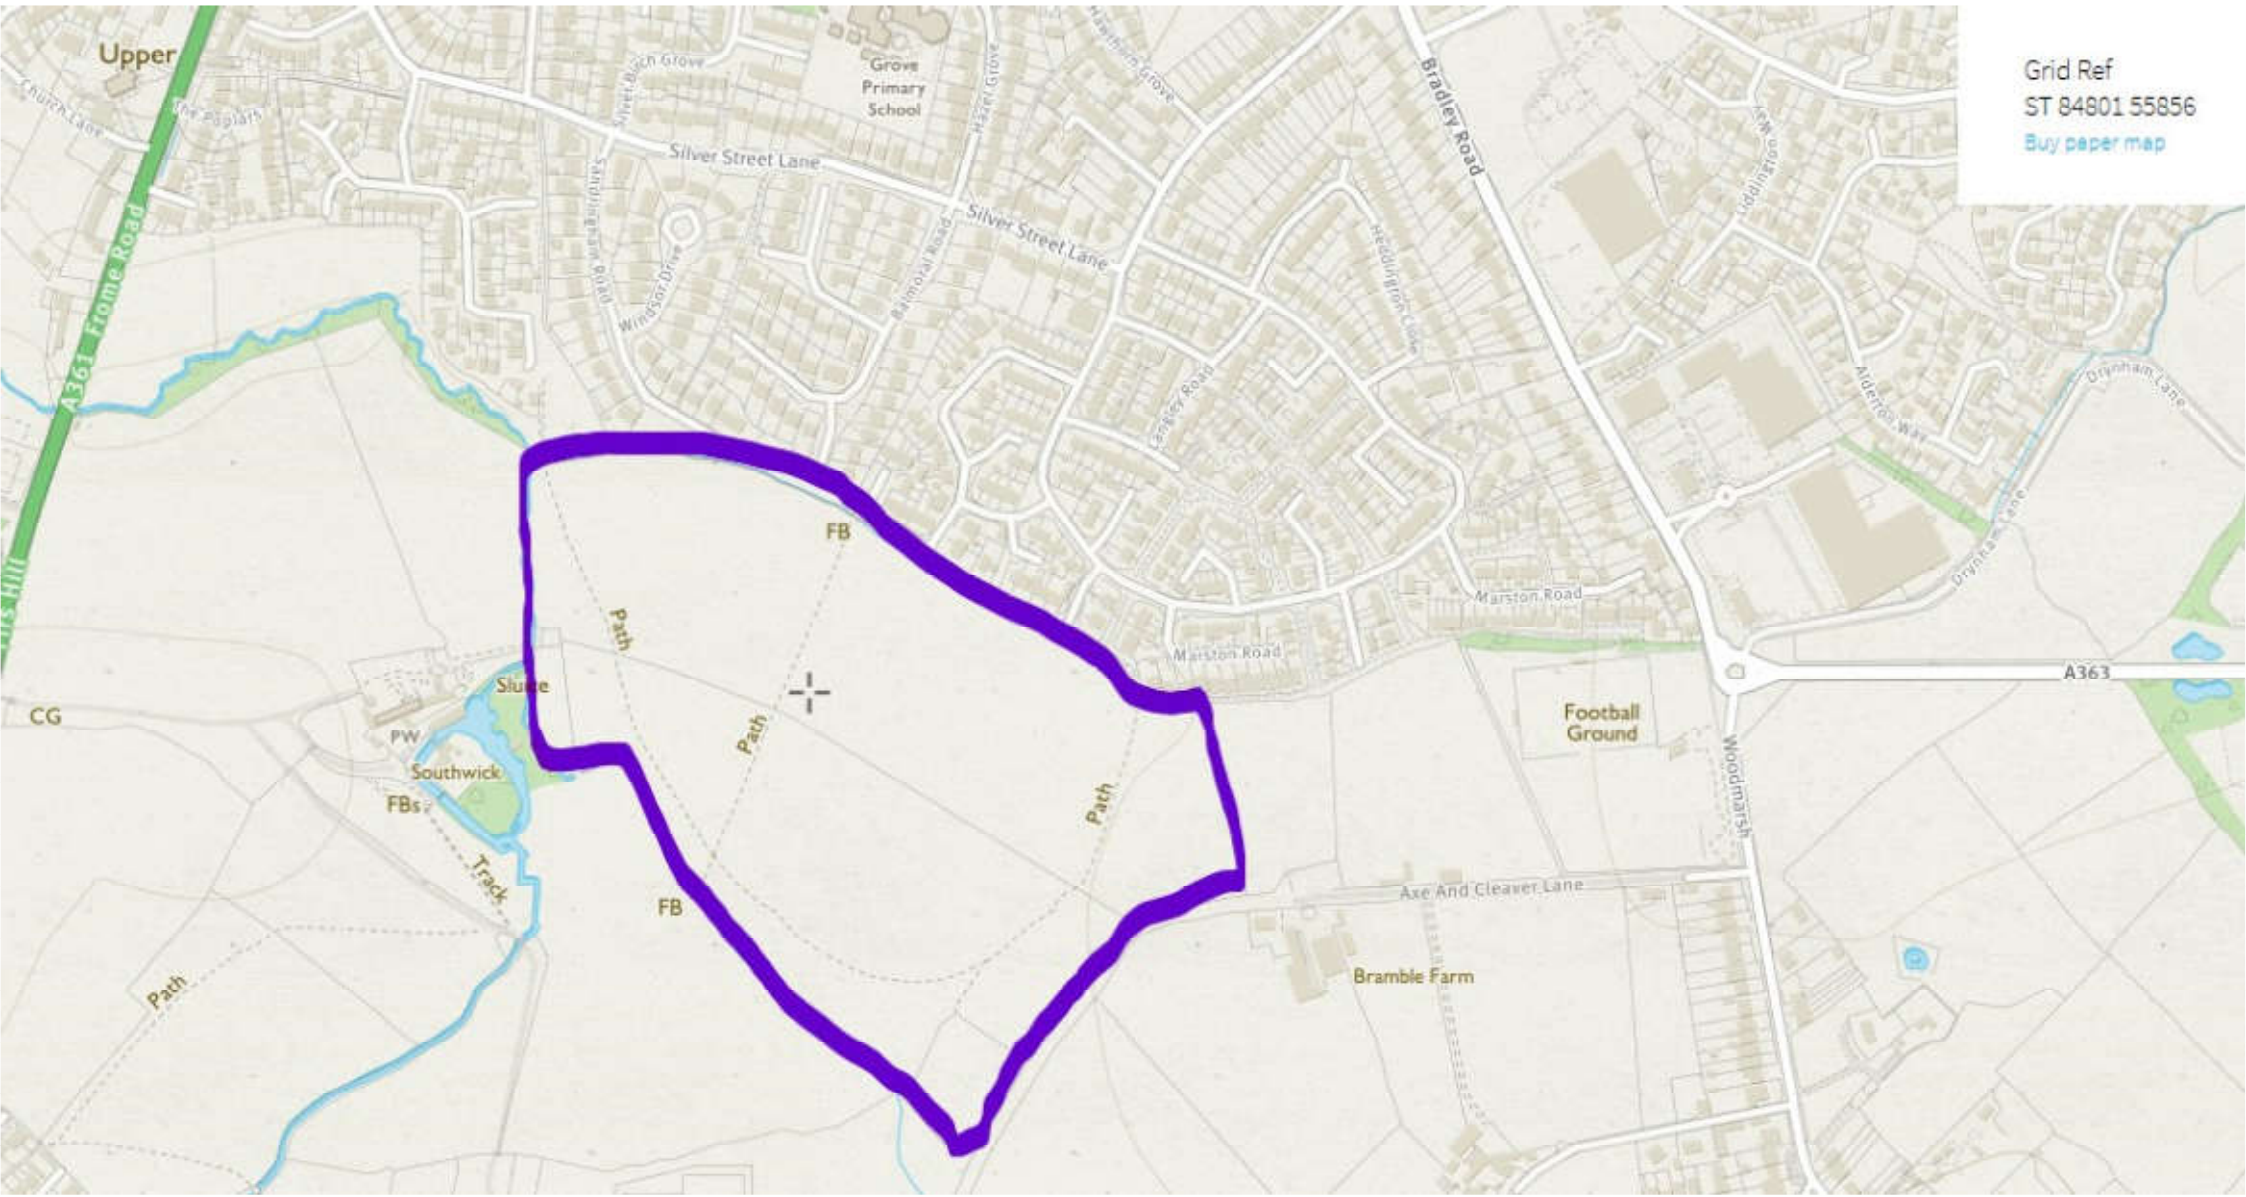 Upper
Church Lane
The Poplars
Silver Birch Grove
Grove
Primary
School
Hazel Grove
Hawthorn Grove
Bradley Road
Grid Ref
ST 84801 55856
Buy paper map
Silver Street Lane
Silver Street Lane
Sandringham Road
Windsor Drive
Balmoral Road
Heddington Close
Liddington Way
A361 Frome Road
Langley Road
Alderton Way
Drynham Lane
Drynham Lane
FB
Path
Marston Road
Marston Road
A363
Sluice
CG
PW
Southwick
FBs
Path
Path
Football
Ground
Woodmarsh
Track
FB
Axe And Cleaver Lane
Bramble Farm
Path